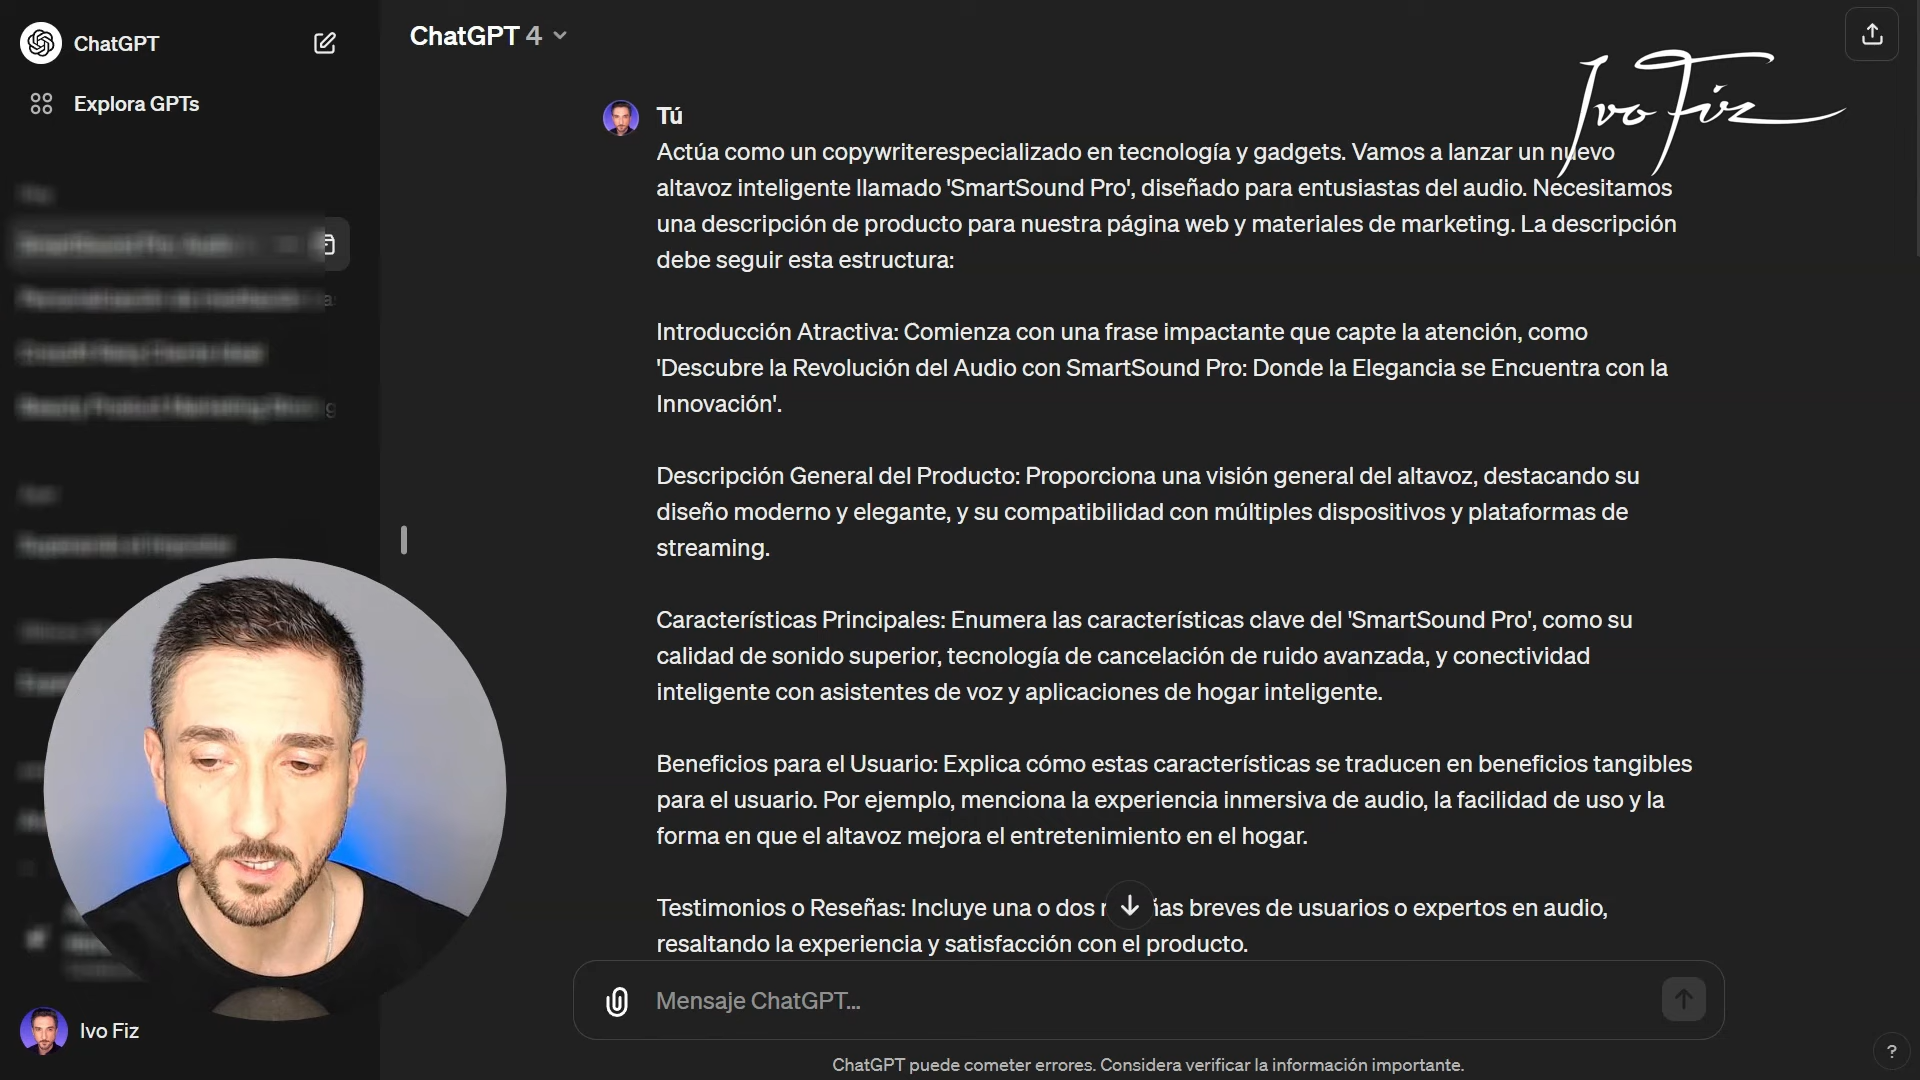 ChatGPT
Explora GPTs
ChatGPT 4
Ivo Fiz
Tú
Actúa como un copywriterespecializado en tecnología y gadgets. Vamos a lanzar un nuevo
altavoz inteligente llamado 'SmartSound Pro', diseñado para entusiastas del audio. Necesitamos
una descripción de producto para nuestra página web y materiales de marketing. La descripción
debe seguir esta estructura:
Introducción Atractiva: Comienza con una frase impactante que capte la atención, como
'Descubre la Revolución del Audio con SmartSound Pro: Donde la Elegancia se Encuentra con la
Innovación'.
Descripción General del Producto: Proporciona una visión general del altavoz, destacando su
diseño moderno y elegante, y su compatibilidad con múltiples dispositivos y plataformas de
streaming.
Características Principales: Enumera las características clave del 'SmartSound Pro', como su
calidad de sonido superior, tecnología de cancelación de ruido avanzada, y conectividad
inteligente con asistentes de voz y aplicaciones de hogar inteligente.
Beneficios para el Usuario: Explica cómo estas características se traducen en beneficios tangibles
para el usuario. Por ejemplo, menciona la experiencia inmersiva de audio, la facilidad de uso y la
forma en que el altavoz mejora el entretenimiento en el hogar.
Testimonios o Reseñas: Incluye una o dos breves de usuarios o expertos en audio,
resaltando la experiencia y satisfacción con el producto.
Mensaje ChatGPT...
Ivo Fiz
ChatGPT puede cometer errores. Considera verificar la información importante.
?